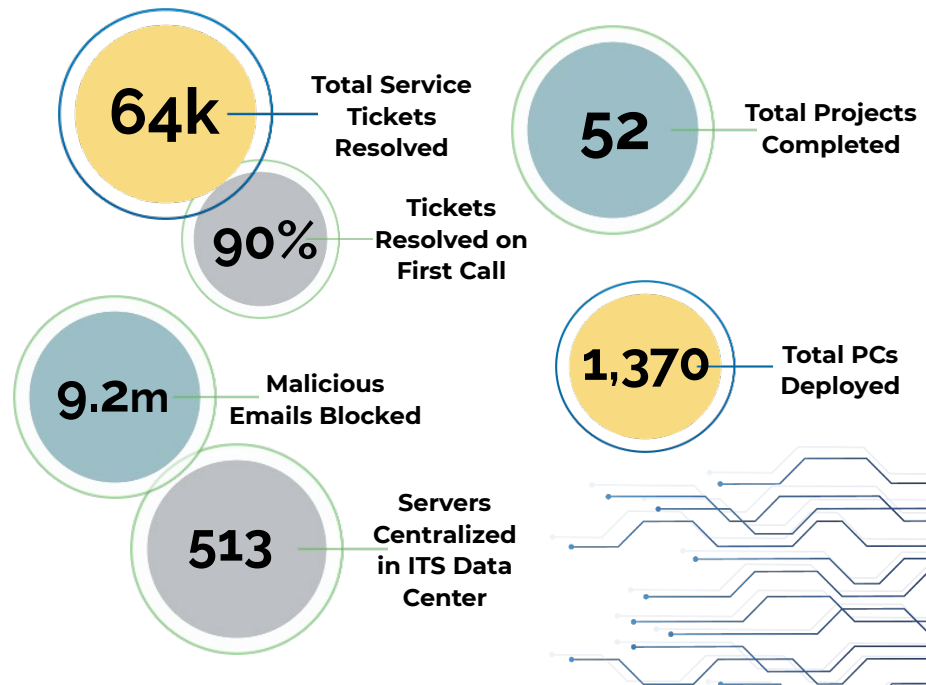 64k
Total Service
Tickets
Resolved
90%
Tickets
Resolved on
First Call
52
Total Projects
Completed
9.2m
Malicious
Emails Blocked
1,370
Total PCs
Deployed
513
Servers
Centralized
in ITS Data
Center